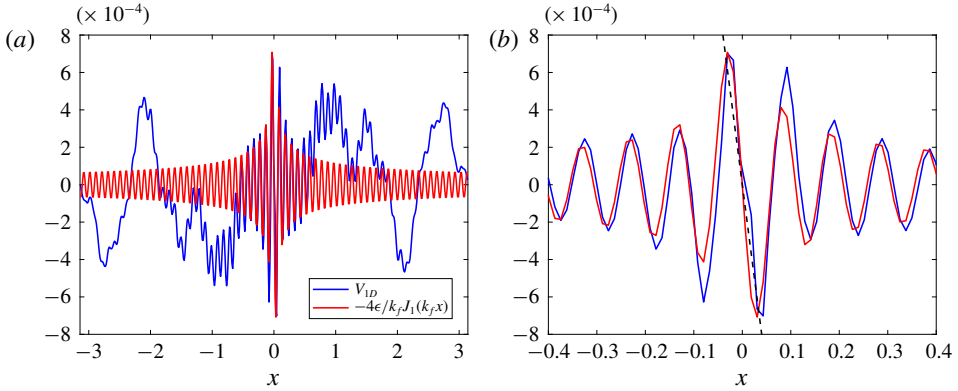 (× 10⁻⁴) (× 10⁻⁴)
(a) 8 (b) 8
6 6
4 4
2 2
0 0
−2 −2
−4 −4
−6 −6
−8 −8
V₁D
−4ϵ/k_f J₁(k_f x)
−3 −2 −1 0 1 2 3 −0.4 −0.3 −0.2 −0.1 0 0.1 0.2 0.3 0.4
x x